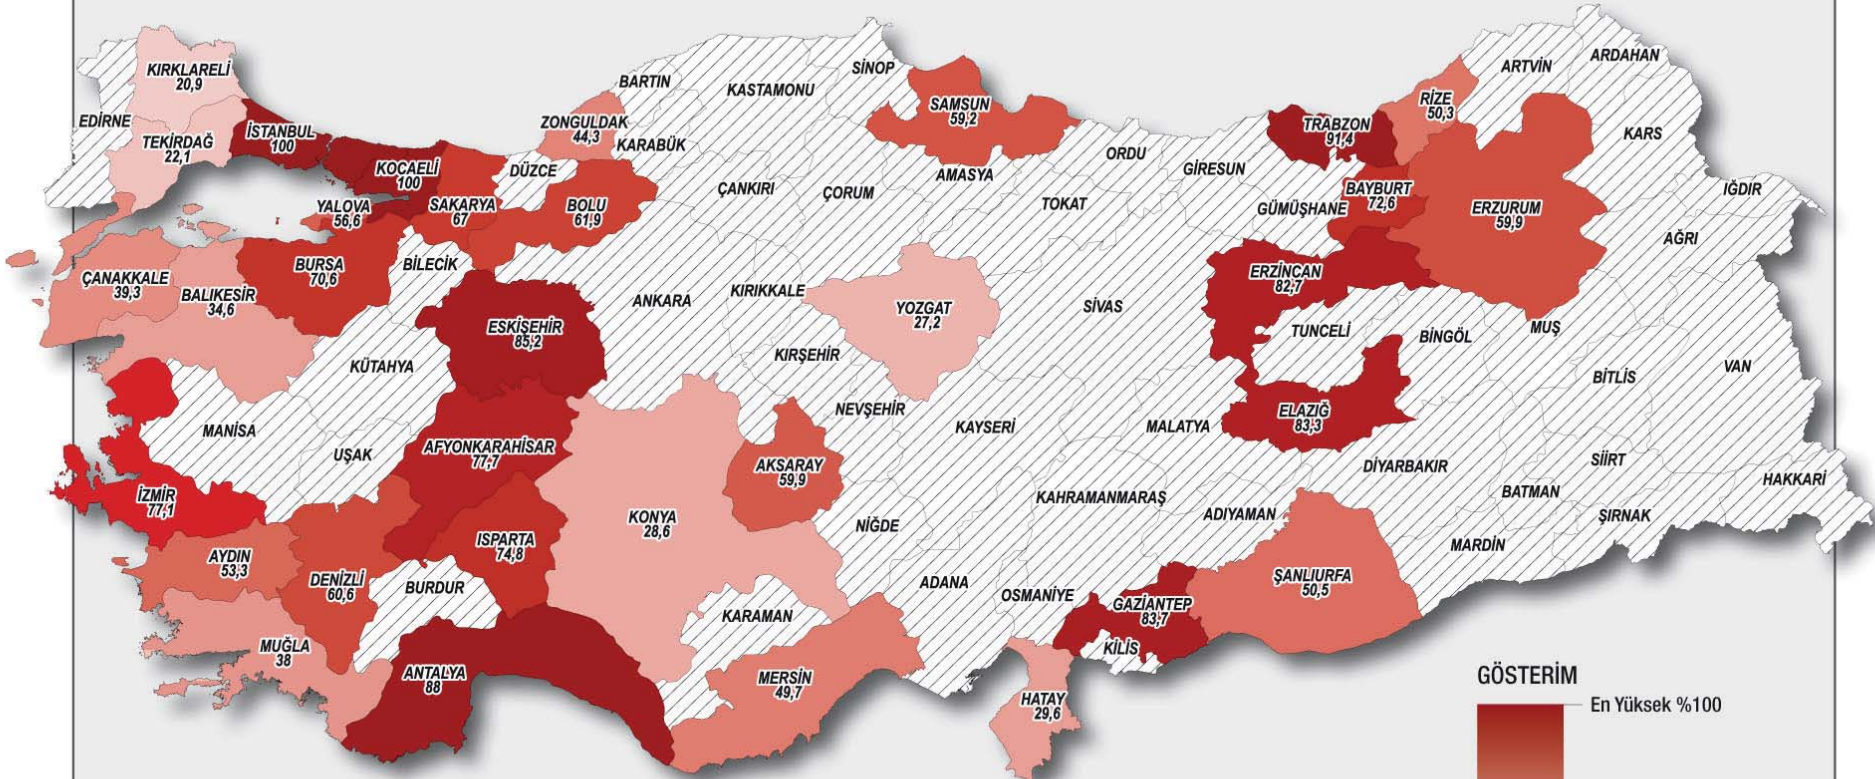 KIRKLARELİ
20,9
EDİRNE
TEKİRDAĞ
22,1
İSTANBUL
100
KOCAELİ
100
YALOVA
56,6
SAKARYA
67
DÜZCE
BOLU
61,9
ZONGULDAK
44,3
BARTIN
KARABÜK
KASTAMONU
SİNOP
SAMSUN
59,2
ÇANKIRI
ÇORUM
AMASYA
TOKAT
ORDU
GİRESUN
TRABZON
91,4
RİZE
50,3
ARTVİN
ARDAHAN
KARS
IĞDIR
AĞRI
GÜMÜŞHANE
BAYBURT
72,6
ERZURUM
59,9
ERZİNCAN
82,7
ÇANAKKALE
39,3
BALIKESİR
34,6
BURSA
70,6
BİLECİK
ESKİŞEHİR
85,2
KÜTAHYA
ANKARA
KIRIKKALE
KIRŞEHİR
YOZGAT
27,2
SİVAS
TUNCELİ
BİNGÖL
MUŞ
BİTLİS
VAN
MANİSA
UŞAK
AFYONKARAHİSAR
77,7
İZMİR
77,1
AYDIN
53,3
DENİZLİ
60,6
ISPARTA
74,8
BURDUR
MUĞLA
38
ANTALYA
88
KONYA
28,6
AKSARAY
59,9
NEVŞEHİR
KAYSERİ
NİĞDE
KARAMAN
MERSİN
49,7
ADANA
OSMANİYE
KAHRAMANMARAŞ
MALATYA
ELAZIĞ
83,3
ADIYAMAN
DİYARBAKIR
BATMAN
SİİRT
ŞIRNAK
HAKKARİ
MARDİN
ŞANLIURFA
50,5
GAZİANTEP
83,7
KİLİS
HATAY
29,6
GÖSTERİM
En Yüksek %100